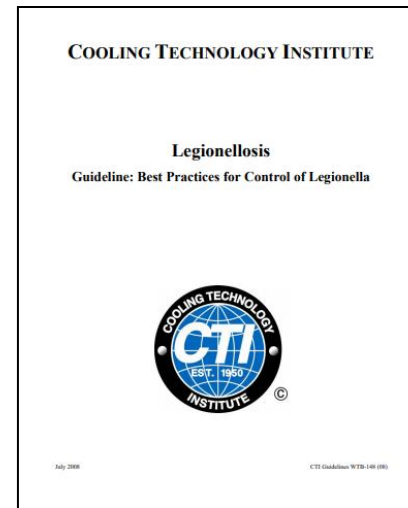 COOLING TECHNOLOGY INSTITUTE
Legionellosis
Guideline: Best Practices for Control of Legionella
COOLING TECHNOLOGY
CTI
EST. 1950
INSTITUTE
©
July 2008 CTI Guidelines WTB-148 (08)